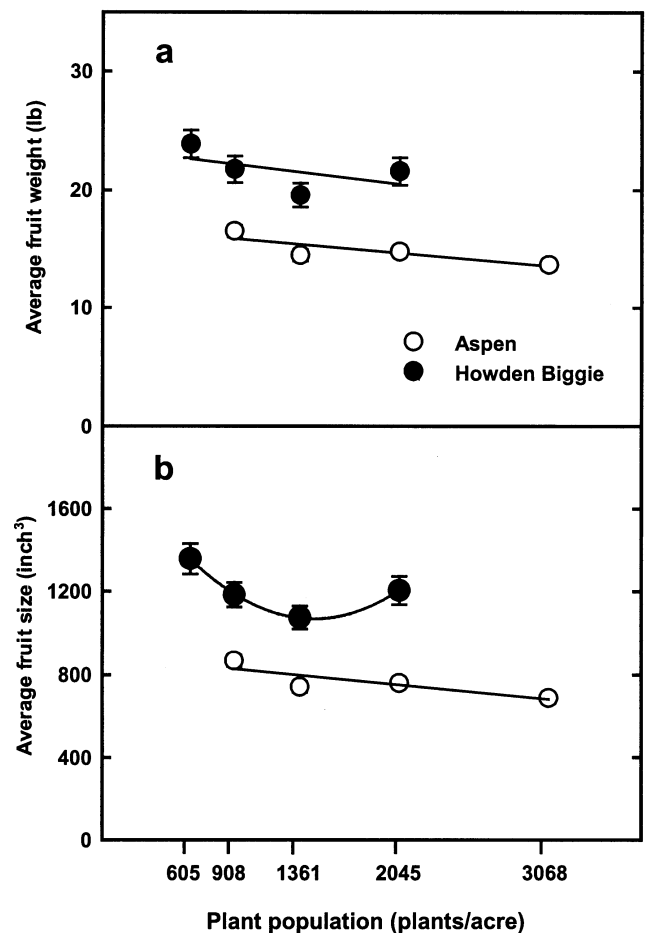 a
30
20
10
0
Average fruit weight (lb)
Aspen
Howden Biggie
b
1600
1200
800
400
0
Average fruit size (inch³)
605 908 1361 2045 3068
Plant population (plants/acre)